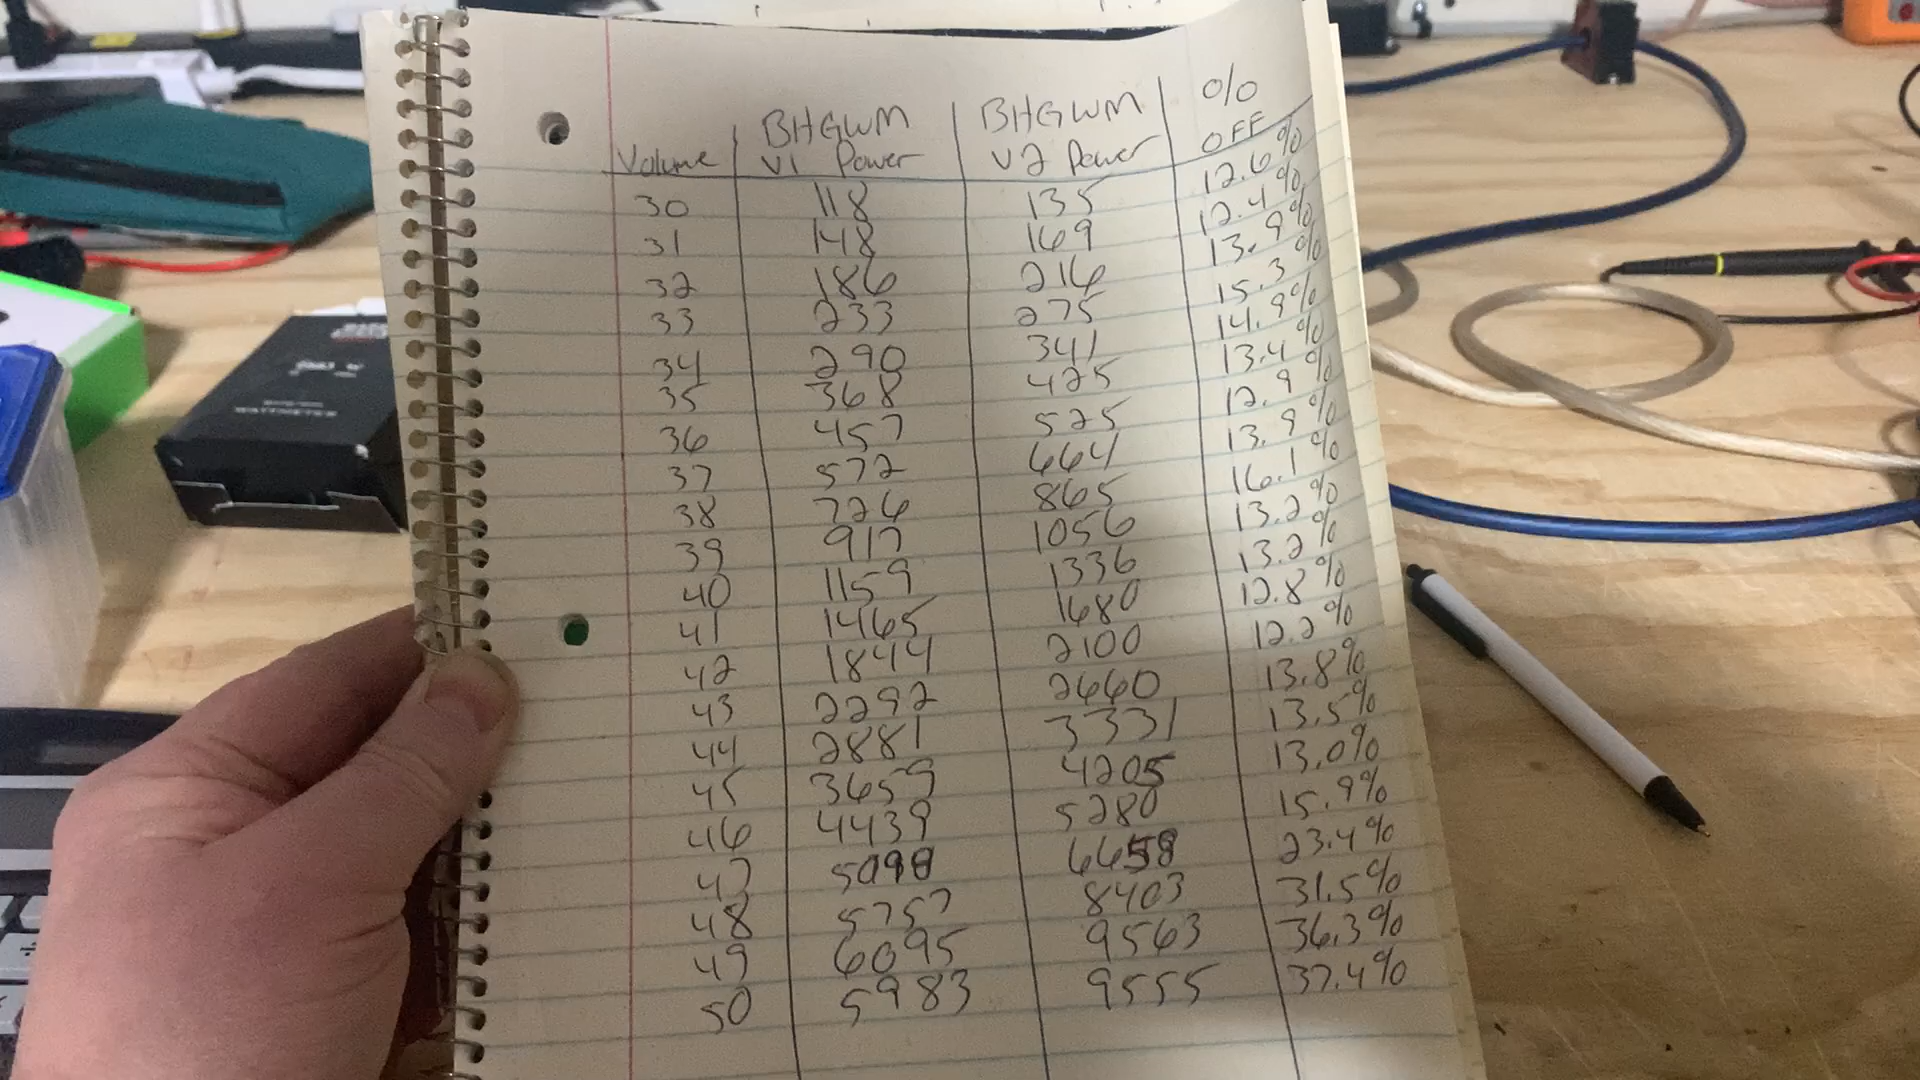 Volume BHGWM V1 Power BHGWM V2 Power % OFF
30 118 135 12.6%
31 148 169 12.4%
32 186 216 13.9%
33 233 275 15.3%
34 290 341 14.9%
35 368 425 13.4%
36 457 525 12.9%
37 572 664 13.9%
38 726 865 16.1%
39 917 1056 13.2%
40 1159 1336 13.2%
41 1465 1680 12.8%
42 1844 2100 12.2%
43 2292 2660 13.8%
44 2881 3331 13.5%
45 3659 4205 13.0%
46 4439 5280 15.9%
47 5098 6658 23.4%
48 5757 8403 31.5%
49 6095 9563 36.3%
50 5983 9555 37.4%
WATTMETER